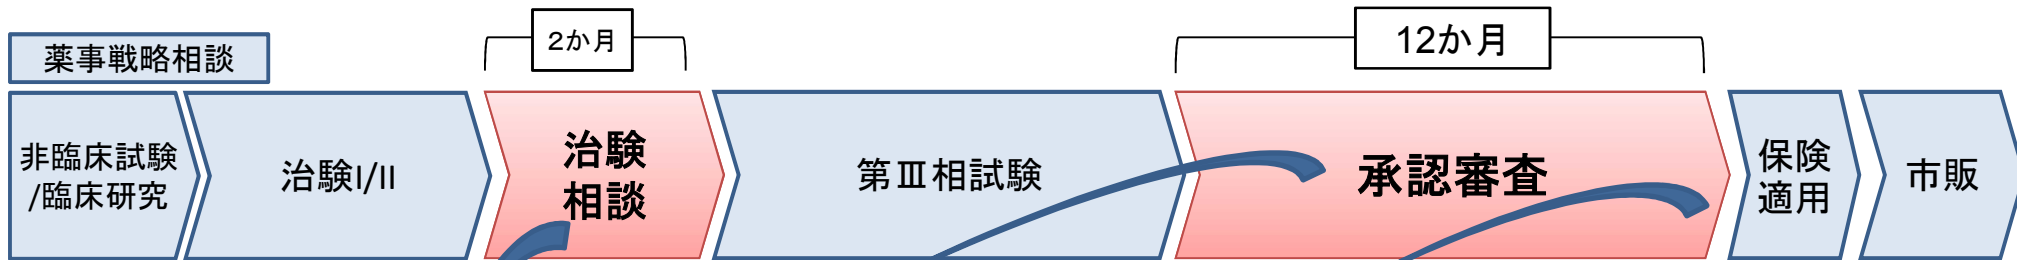 薬事戦略相談
2か月
12か月
非臨床試験
/臨床研究
治験I/II
治験
相談
第Ⅲ相試験
承認審査
保険
適用
市販